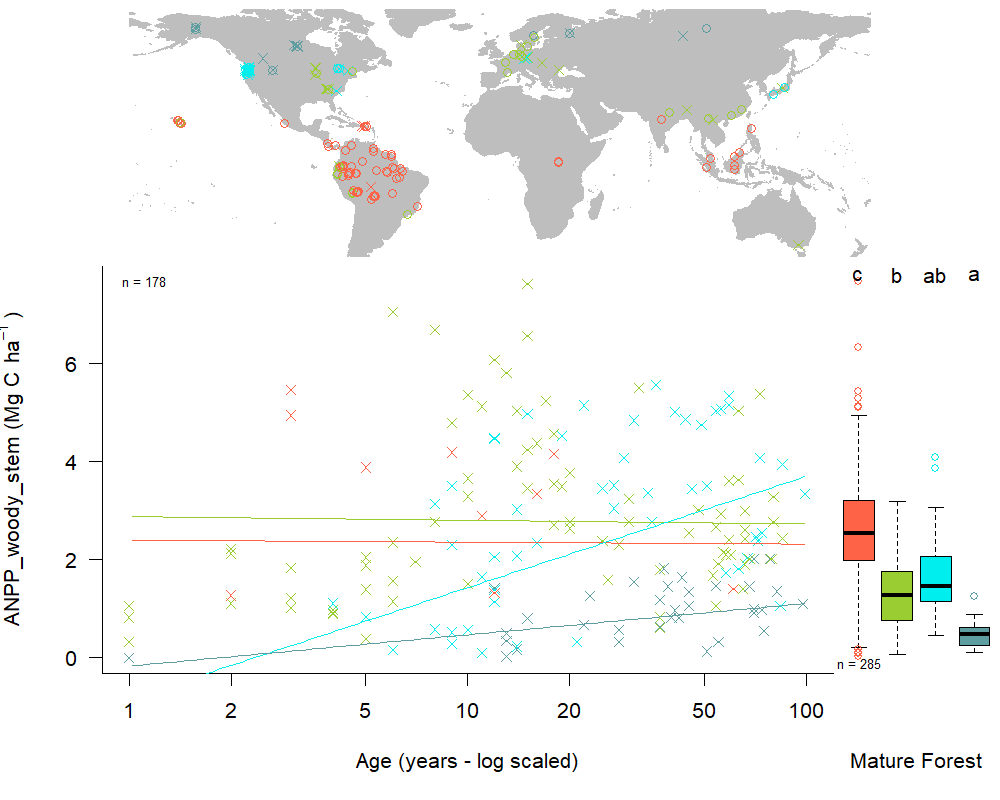 n = 178
c b ab a
ANPP_woody_stem (Mg C ha⁻¹ )
6
4
2
0
n = 285
1 2 5 10 20 50 100
Age (years - log scaled)
Mature Forest